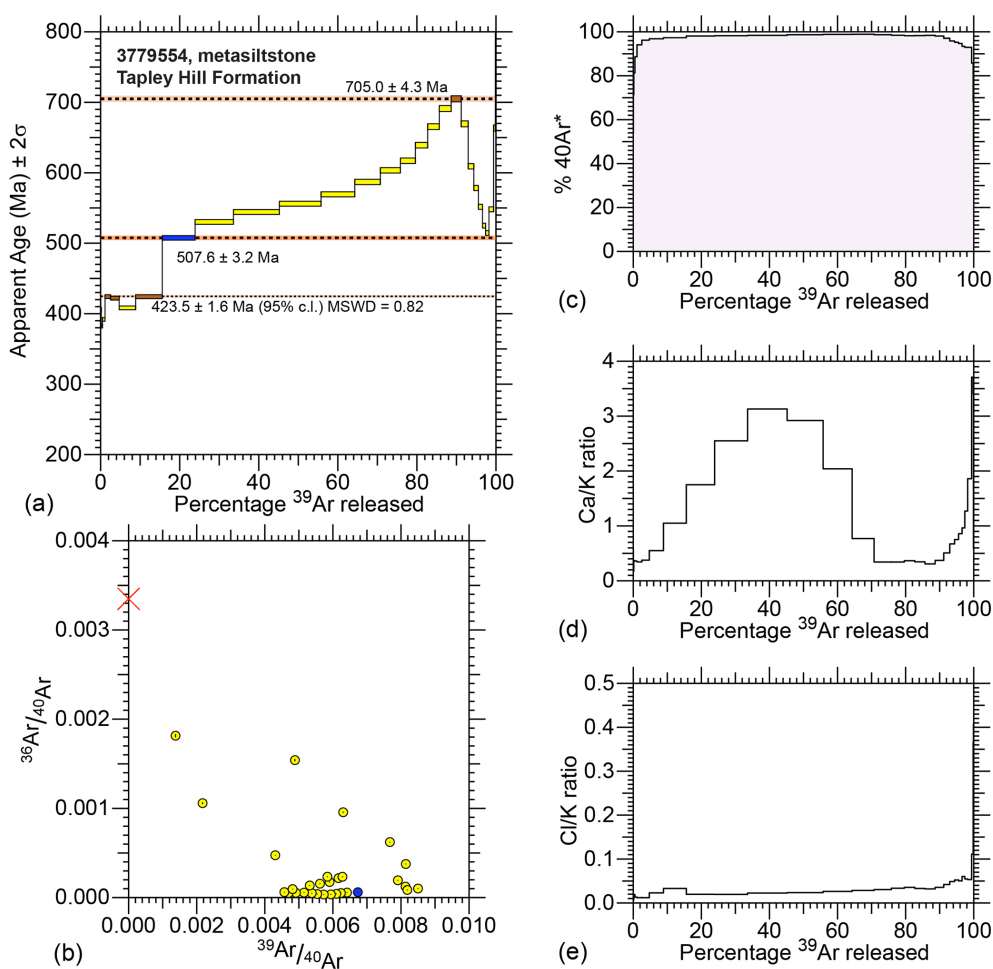 3779554, metasiltstone
Tapley Hill Formation
705.0 ± 4.3 Ma
507.6 ± 3.2 Ma
423.5 ± 1.6 Ma (95% c.l.) MSWD = 0.82
Apparent Age (Ma) ± 2σ
800
700
600
500
400
300
200
0 20 40 60 80 100
Percentage 39Ar released
(a)
36Ar/40Ar
0.004
0.003
0.002
0.001
0.000
0.000 0.002 0.004 0.006 0.008 0.010
39Ar/40Ar
(b)
% 40Ar*
100
80
60
40
20
0
0 20 40 60 80 100
Percentage 39Ar released
(c)
Ca/K ratio
4
3
2
1
0
0 20 40 60 80 100
Percentage 39Ar released
(d)
Cl/K ratio
0.5
0.4
0.3
0.2
0.1
0.0
0 20 40 60 80 100
Percentage 39Ar released
(e)